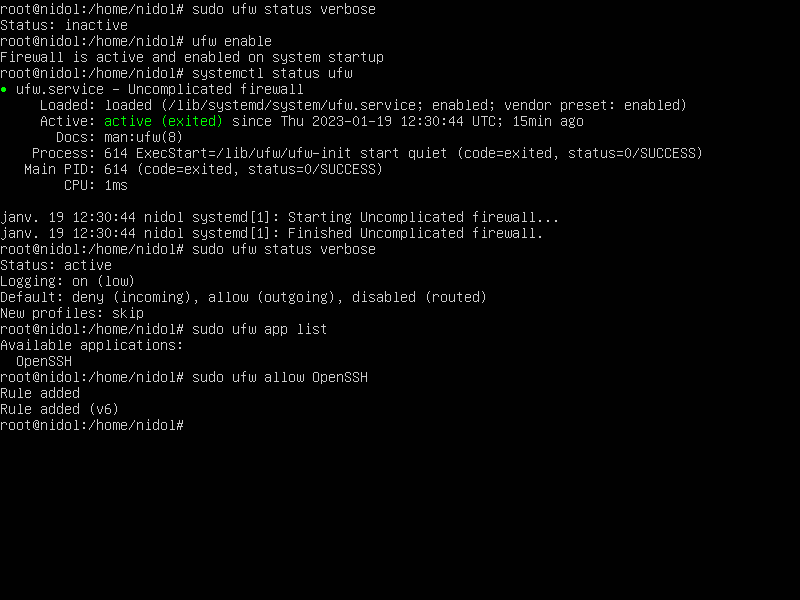 root@nidol:/home/nidol# sudo ufw status verbose
Status: inactive
root@nidol:/home/nidol# ufw enable
Firewall is active and enabled on system startup
root@nidol:/home/nidol# systemctl status ufw
● ufw.service - Uncomplicated firewall
     Loaded: loaded (/lib/systemd/system/ufw.service; enabled; vendor preset: enabled)
     Active: active (exited) since Thu 2023-01-19 12:30:44 UTC; 15min ago
       Docs: man:ufw(8)
    Process: 614 ExecStart=/lib/ufw/ufw-init start quiet (code=exited, status=0/SUCCESS)
   Main PID: 614 (code=exited, status=0/SUCCESS)
        CPU: 1ms

janv. 19 12:30:44 nidol systemd[1]: Starting Uncomplicated firewall...
janv. 19 12:30:44 nidol systemd[1]: Finished Uncomplicated firewall.
root@nidol:/home/nidol# sudo ufw status verbose
Status: active
Logging: on (low)
Default: deny (incoming), allow (outgoing), disabled (routed)
New profiles: skip
root@nidol:/home/nidol# sudo ufw app list
Available applications:
  OpenSSH
root@nidol:/home/nidol# sudo ufw allow OpenSSH
Rule added
Rule added (v6)
root@nidol:/home/nidol#